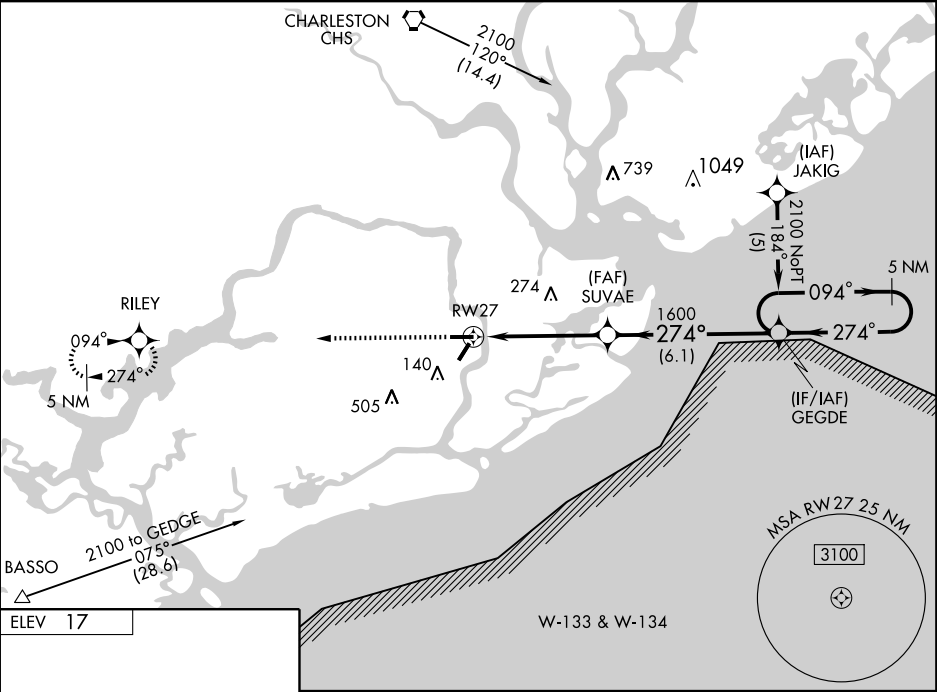 CHARLESTON
CHS
2100
120°
(14.4)
739
1049
(IAF)
JAKIG
2100 NoPT
184°
(5)
5 NM
094°
274°
(IF/IAF)
GEGDE
274
(FAF)
SUVAE
1600
274°
(6.1)
RW27
140
505
RILEY
094°
274°
5 NM
BASSO
2100 to GEDGE
075°
(28.6)
ELEV 17
W-133 & W-134
MSA RW27 25 NM
3100